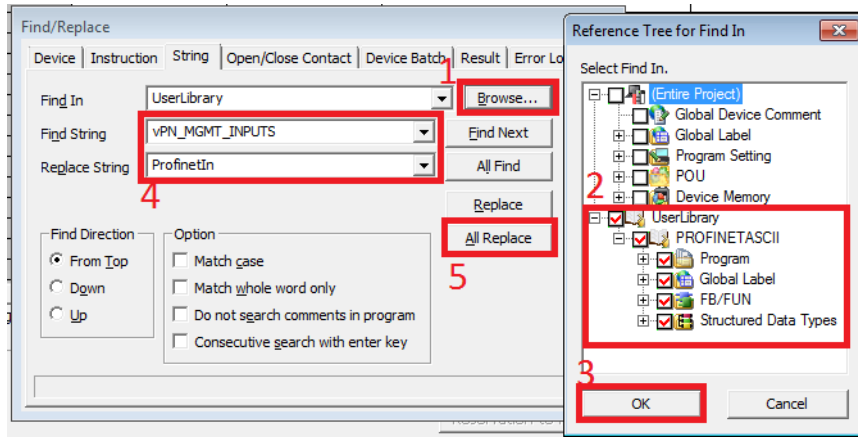 Find/Replace
Device
Instruction
String
Open/Close Contact
Device Batch
Result
Error Lo
1
Find In
UserLibrary
Browse...
Find String
vPN_MGMT_INPUTS
Find Next
Replace String
ProfinetIn
All Find
4
Replace
All Replace
5
Find Direction
From Top
Down
Up
Option
Match case
Match whole word only
Do not search comments in program
Consecutive search with enter key
Reference Tree for Find In
Select Find In.
(Entire Project)
Global Device Comment
Global Label
Program Setting
POU
Device Memory
2
UserLibrary
PROFINETASCII
Program
Global Label
FB/FUN
Structured Data Types
3
OK
Cancel